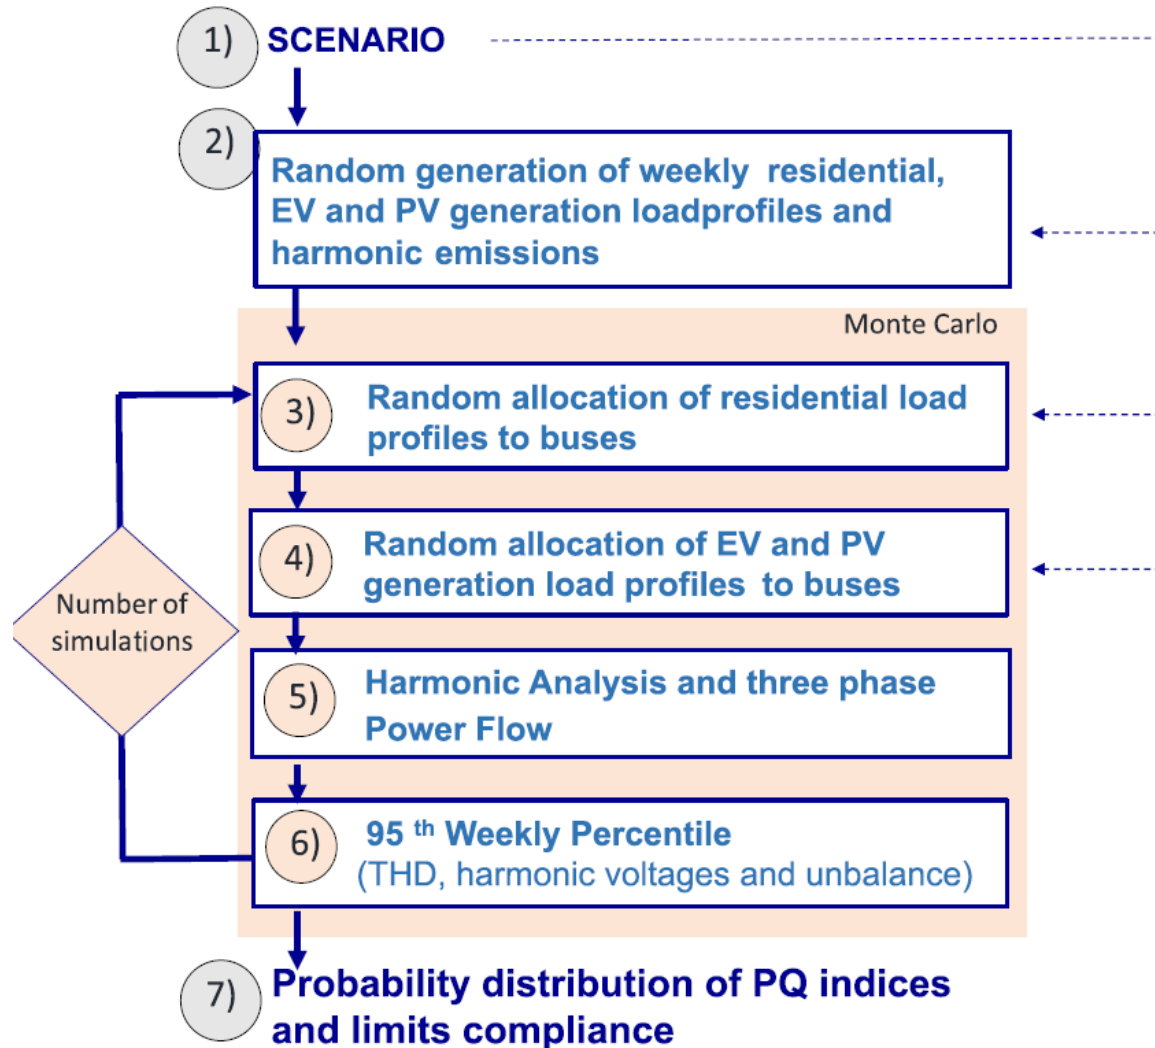 1) SCENARIO
2)
Random generation of weekly residential,
EV and PV generation loadprofiles and
harmonic emissions
Monte Carlo
3) Random allocation of residential load
profiles to buses
4) Random allocation of EV and PV
generation load profiles to buses
Number of
simulations
5) Harmonic Analysis and three phase
Power Flow
6) 95 th Weekly Percentile
(THD, harmonic voltages and unbalance)
7) Probability distribution of PQ indices
and limits compliance